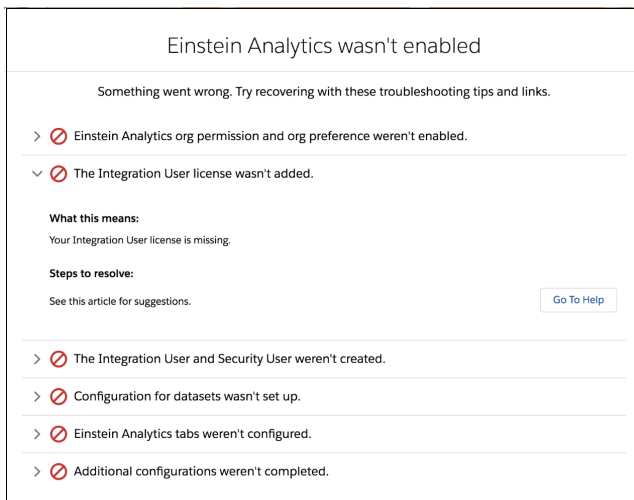 Einstein Analytics wasn't enabled
Something went wrong. Try recovering with these troubleshooting tips and links.
Einstein Analytics org permission and org preference weren't enabled.
The Integration User license wasn't added.
What this means:
Your Integration User license is missing.
Steps to resolve:
See this article for suggestions.
Go To Help
The Integration User and Security User weren't created.
Configuration for datasets wasn't set up.
Einstein Analytics tabs weren't configured.
Additional configurations weren't completed.